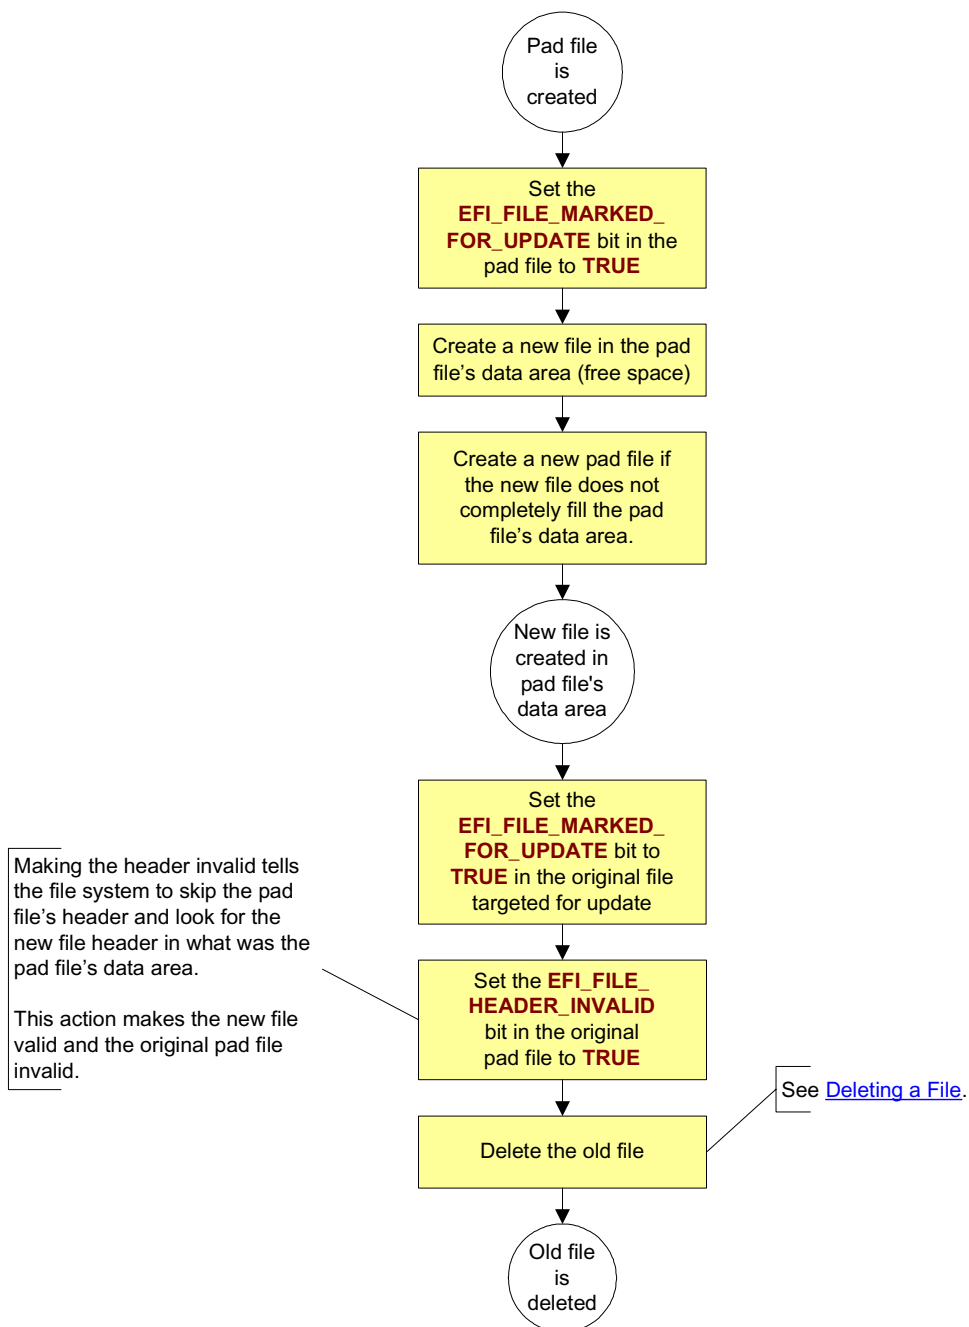 Pad file
is
created
Set the
EFI_FILE_MARKED_
FOR_UPDATE bit in the
pad file to TRUE
Create a new file in the pad
file’s data area (free space)
Create a new pad file if
the new file does not
completely fill the pad
file’s data area.
New file is
created in
pad file's
data area
Set the
EFI_FILE_MARKED_
FOR_UPDATE bit to
TRUE in the original file
targeted for update
Making the header invalid tells
the file system to skip the pad
file’s header and look for the
new file header in what was the
pad file’s data area.
This action makes the new file
valid and the original pad file
invalid.
Set the EFI_FILE_
HEADER_INVALID
bit in the original
pad file to TRUE
See Deleting a File.
Delete the old file
Old file
is
deleted